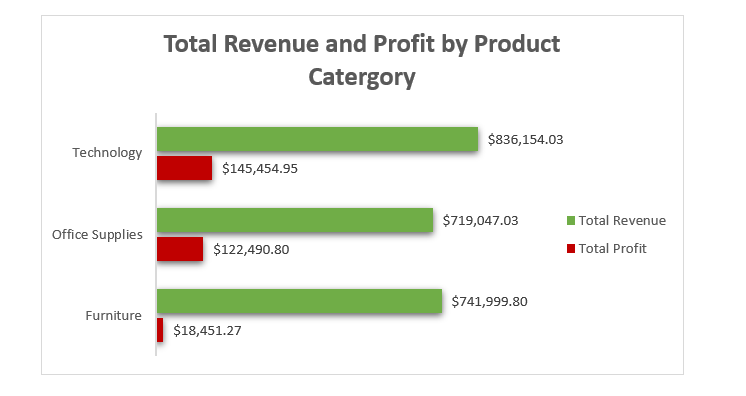 Total Revenue and Profit by Product
Catergory
Technology
$836,154.03
$145,454.95
Office Supplies
$719,047.03
$122,490.80
Furniture
$741,999.80
$18,451.27
Total Revenue
Total Profit